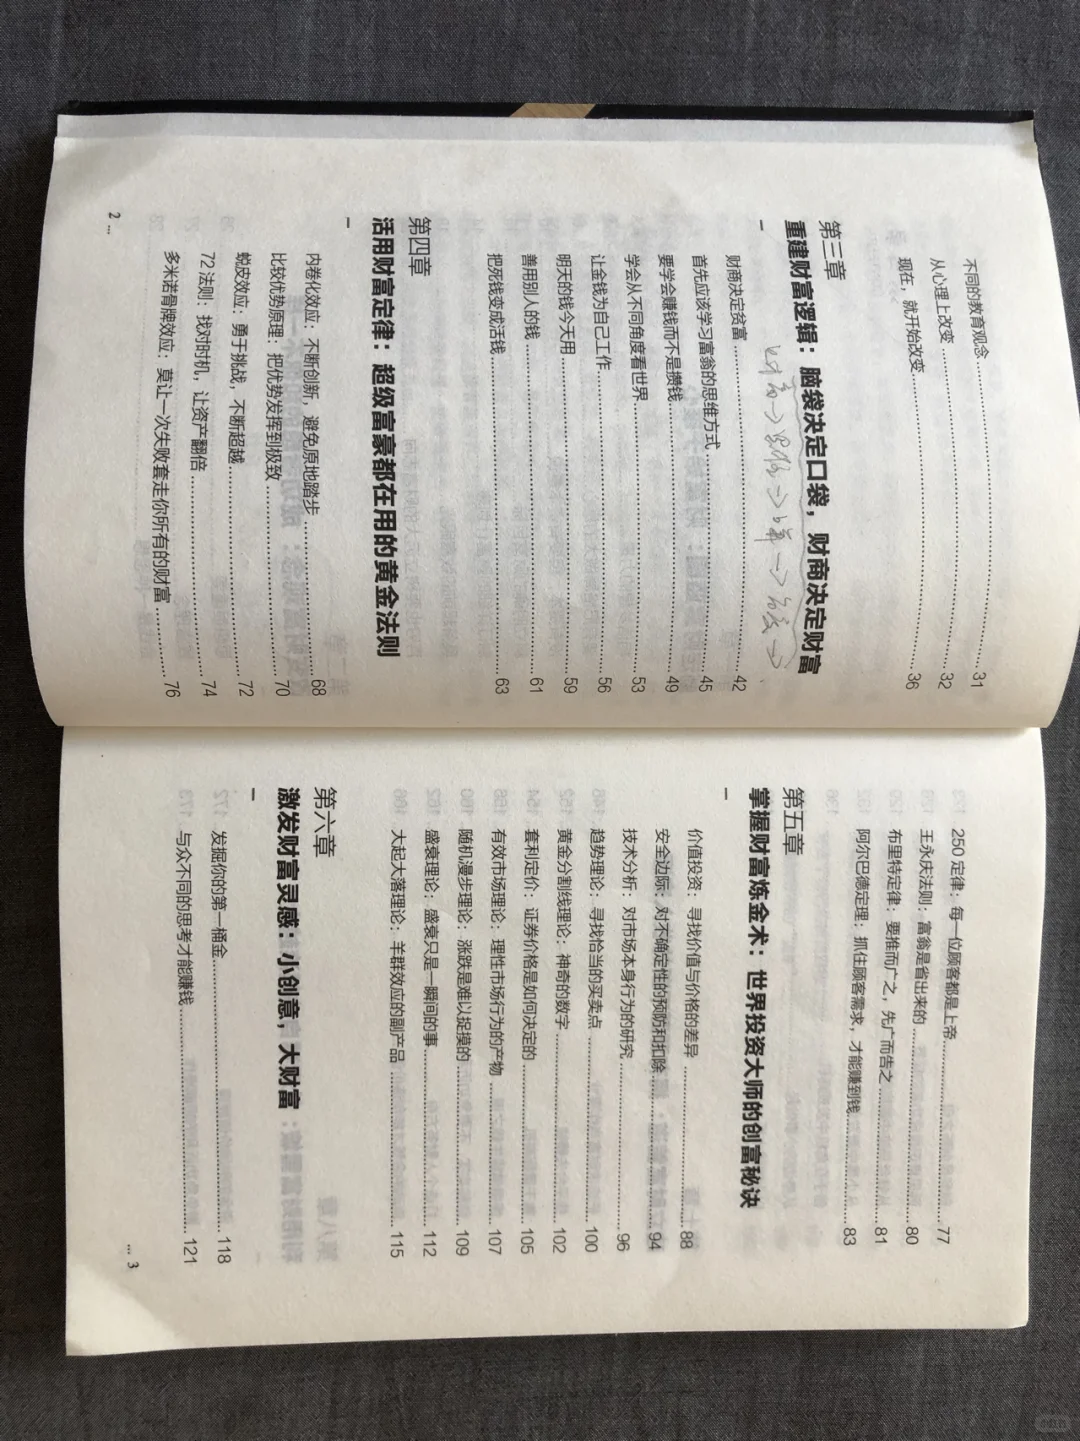 不同的教育观念……31
从心理上改变……32
现在，就开始改变……36
第三章
重建财富逻辑：脑袋决定口袋，财商决定财富
财商决定贫富……42
首先应该学习富翁的思维方式……45
要学会赚钱而不是攒钱……49
学会从不同角度看世界……53
让金钱为自己工作……56
明天的钱今天用……59
善用别人的钱……61
把死钱变成活钱……63
第四章
活用财富定律：超级富豪都在用的黄金法则
内卷化效应：不断创新，避免原地踏步……68
比较优势原理：把优势发挥到极致……70
蜕皮效应：勇于挑战，不断超越……72
72法则：找对时机，让资产翻倍……74
多米诺骨牌效应：莫让一次失败套走你所有的财富……76
2 …
250定律：每一位顾客都是上帝……77
王永庆法则：富翁是省出来的……80
布里特定律：要推而广之，先广而告之……81
阿尔巴德定理：抓住顾客需求，才能赚到钱……83
第五章
掌握财富炼金术：世界投资大师的创富秘诀
价值投资：寻找价值与价格的差异……88
安全边际：对不确定性的预防和扣除……94
技术分析：对市场本身行为的研究……96
趋势理论：寻找恰当的买卖点……100
黄金分割线理论：神奇的数字……102
套利定价：证券价格是如何决定的……105
有效市场理论：理性市场行为的产物……107
随机漫步理论：涨跌是难以捉摸的……109
盛衰理论：盛衰只是一瞬间的事……112
大起大落理论：羊群效应的副产品……115
第六章
激发财富灵感：小创意，大财富
发掘你的第一桶金……118
与众不同的思考才能赚钱……121
… 3